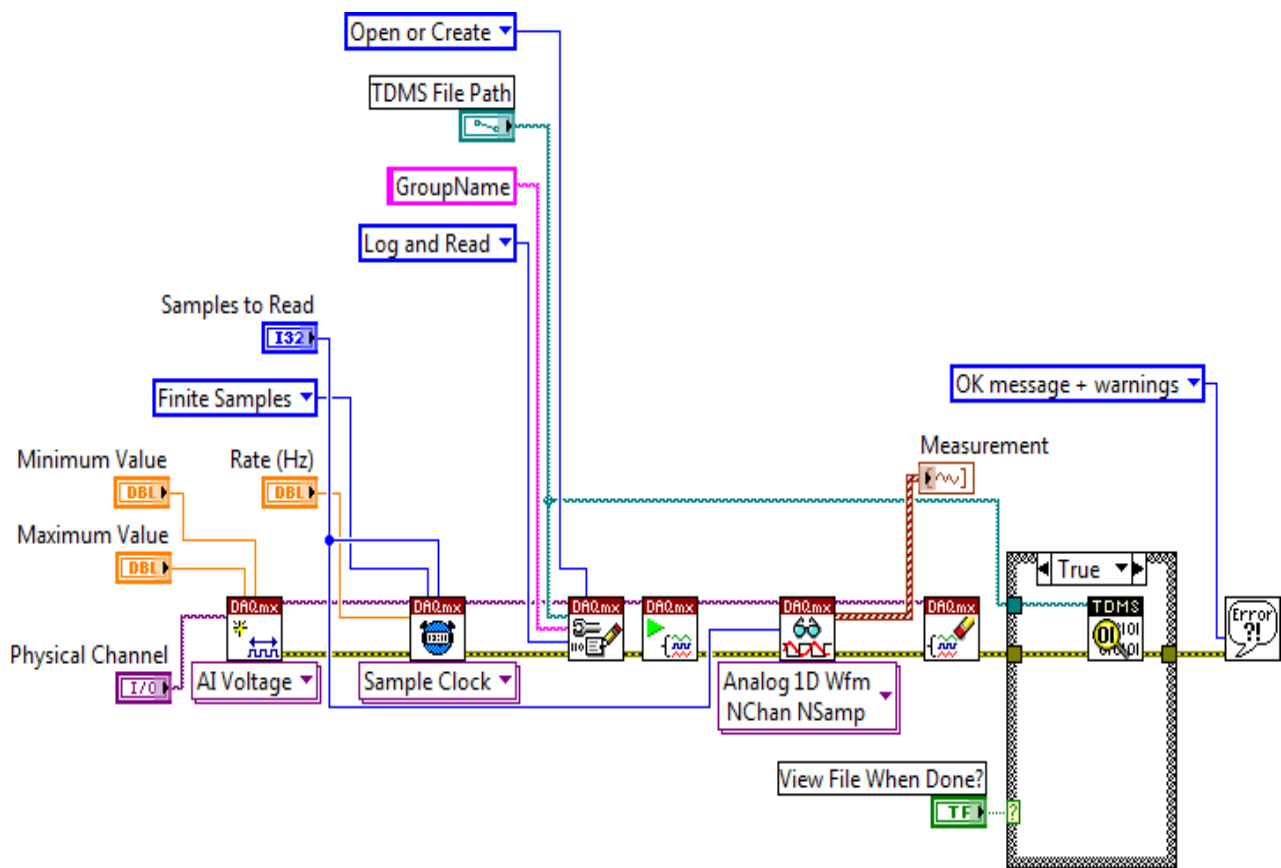 Open or Create
TDMS File Path
GroupName
Log and Read
Samples to Read
I32
Finite Samples
OK message + warnings
Minimum Value
DBL
Rate (Hz)
DBL
Measurement
Maximum Value
DBL
True
DAQmx
DAQmx
DAQmx
DAQmx
DAQmx
DAQmx
TDMS
Error
?!
Physical Channel
I/O
AI Voltage
Sample Clock
Analog 1D Wfm
NChan NSamp
View File When Done?
TF
?